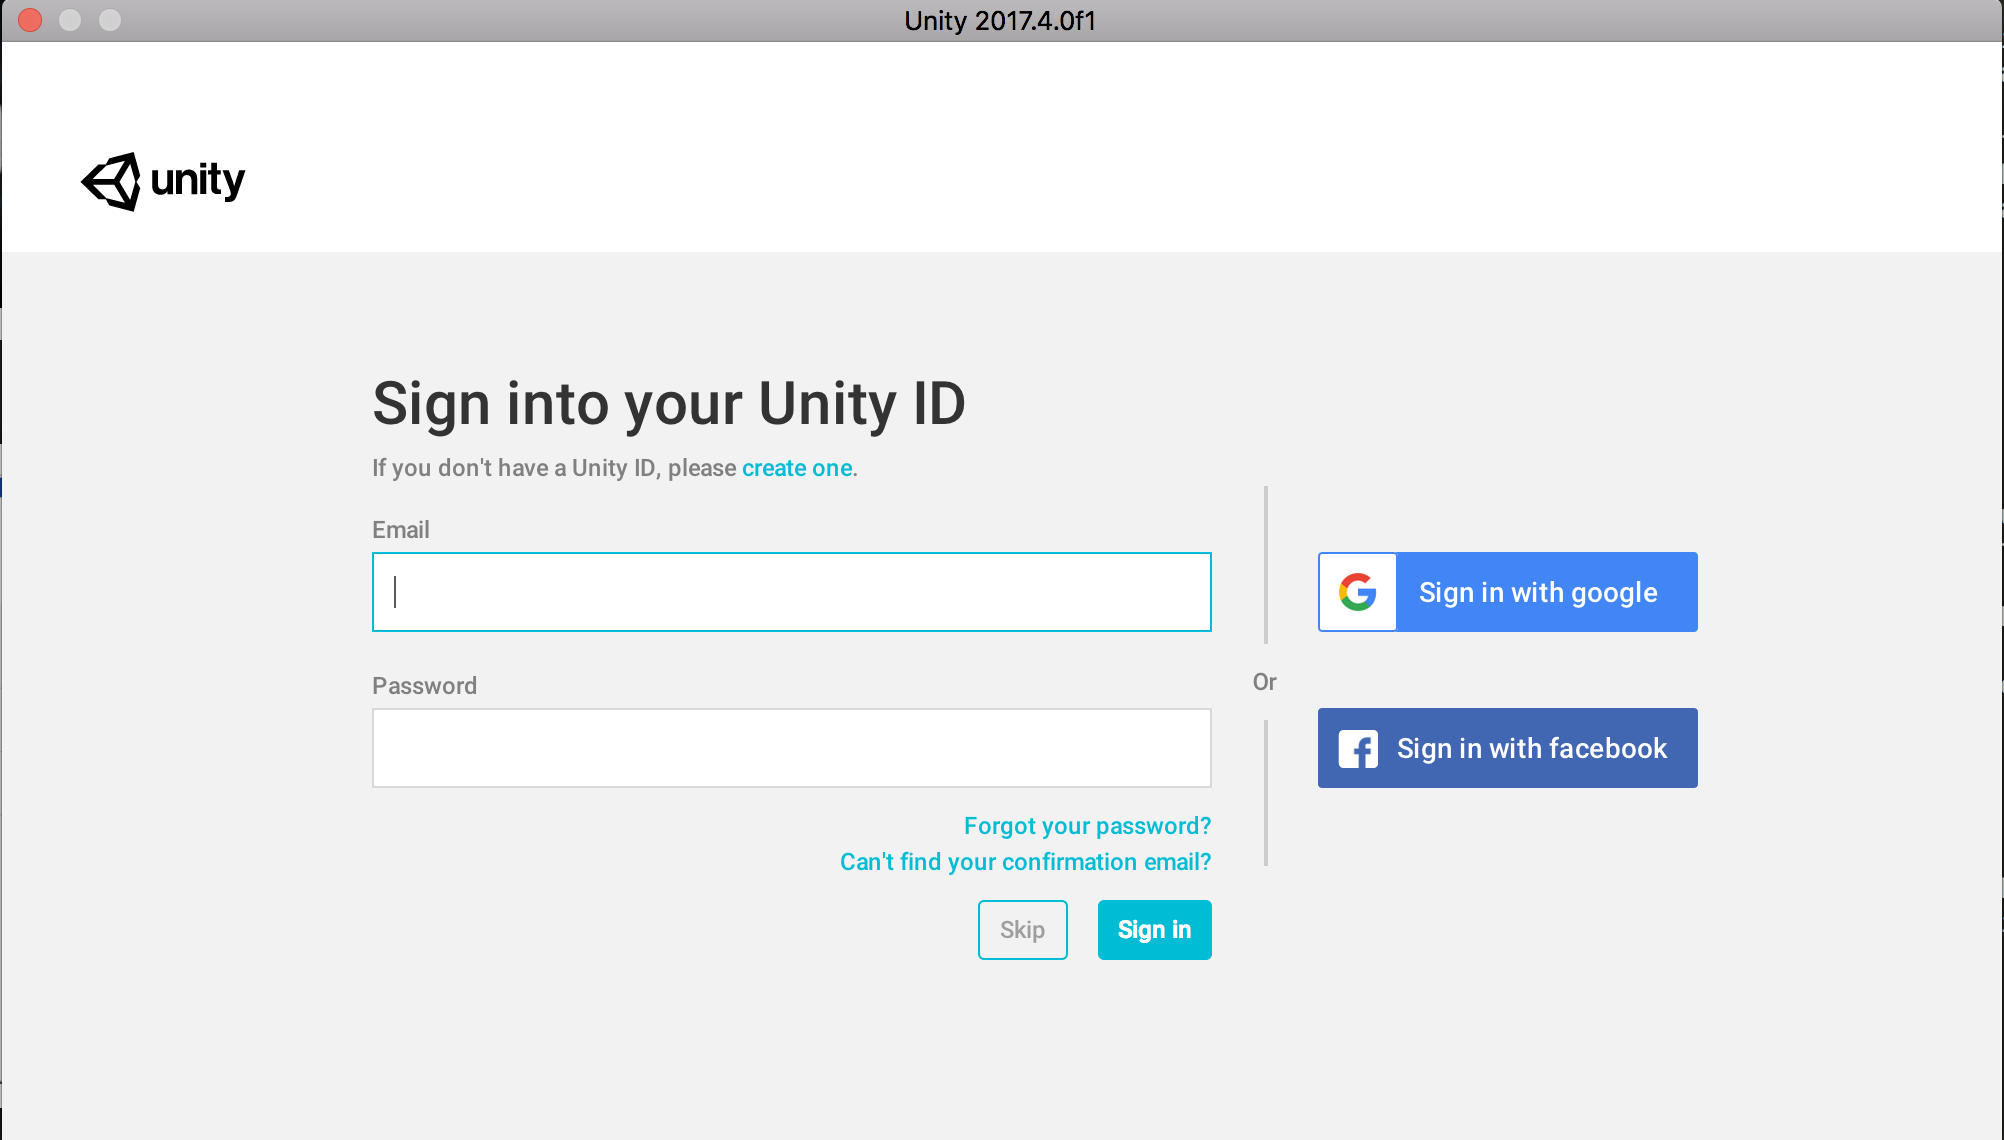 Unity 2017.4.0f1
unity
Sign into your Unity ID
If you don't have a Unity ID, please create one.
Email
Password
Forgot your password?
Can't find your confirmation email?
Skip
Sign in
Or
Sign in with google
Sign in with facebook